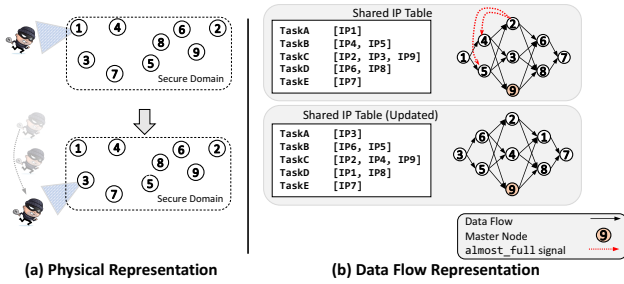 1 4 6 2
8 9
3 7 5
Secure Domain
1 4 6 2
8 9
3 7 5
Secure Domain
(a) Physical Representation
Shared IP Table
TaskA [IP1]
TaskB [IP4, IP5]
TaskC [IP2, IP3, IP9]
TaskD [IP6, IP8]
TaskE [IP7]
2
4 6
1 3 7
5 8
9
Shared IP Table (Updated)
TaskA [IP3]
TaskB [IP6, IP5]
TaskC [IP2, IP4, IP9]
TaskD [IP1, IP8]
TaskE [IP7]
2
6 1
3 4 7
5 8
9
Data Flow
Master Node 9
almost_full signal
(b) Data Flow Representation